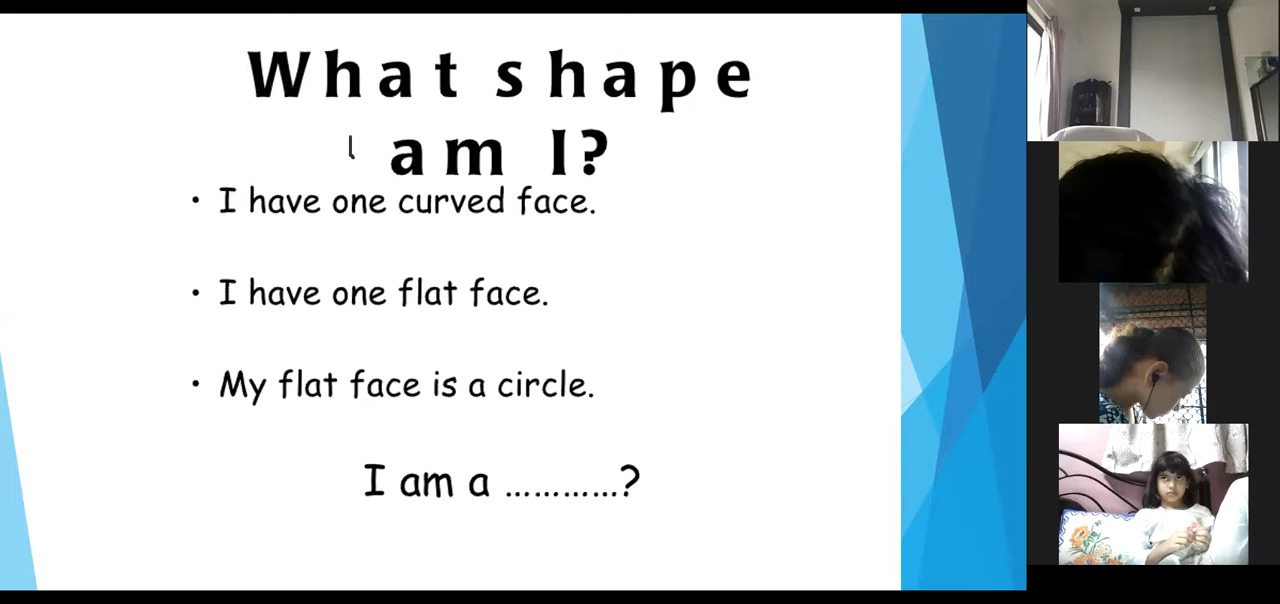 What shape
am I?
• I have one curved face.
• I have one flat face.
• My flat face is a circle.
I am a ............?